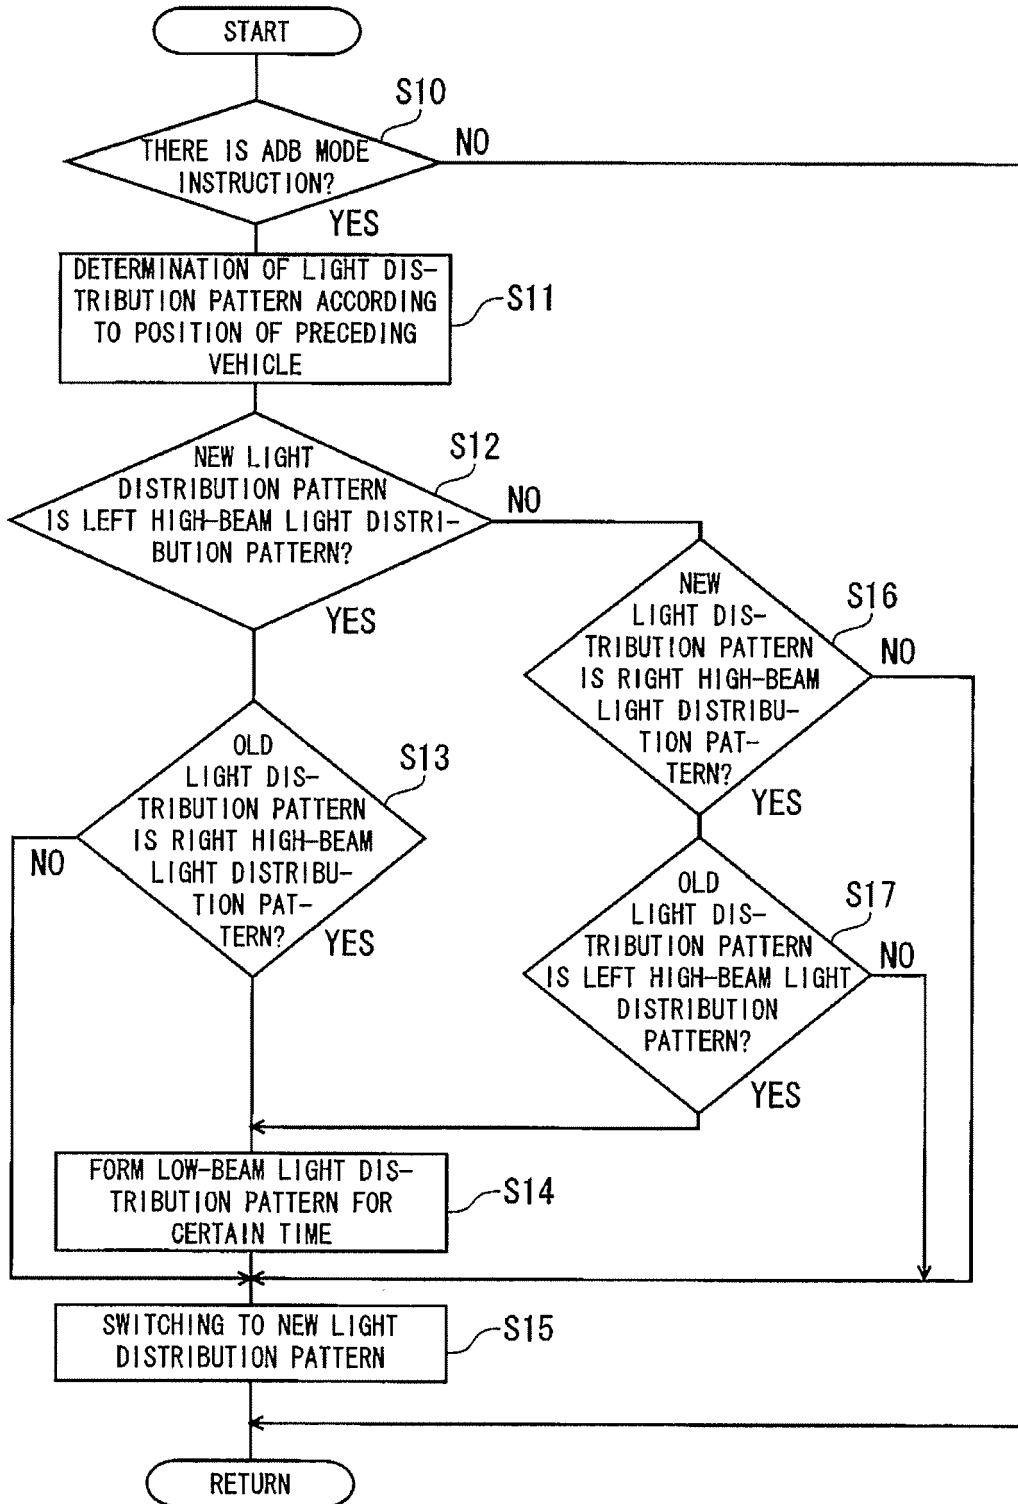 START
S10
THERE IS ADB MODE
INSTRUCTION?
NO
YES
DETERMINATION OF LIGHT DIS-
TRIBUTION PATTERN ACCORDING
TO POSITION OF PRECEDING
VEHICLE
S11
NEW LIGHT
DISTRIBUTION PATTERN
IS LEFT HIGH-BEAM LIGHT DISTRI-
BUTION PATTERN?
S12
NO
YES
NEW
LIGHT DIS-
TRIBUTION PATTERN
IS RIGHT HIGH-BEAM
LIGHT DISTRIBU-
TION PAT-
TERN?
S16
NO
YES
OLD
LIGHT DIS-
TRIBUTION PATTERN
IS RIGHT HIGH-BEAM
LIGHT DISTRIBU-
TION PAT-
TERN?
S13
NO
YES
OLD
LIGHT DIS-
TRIBUTION PATTERN
IS LEFT HIGH-BEAM LIGHT
DISTRIBUTION
PATTERN?
S17
NO
YES
FORM LOW-BEAM LIGHT DIS-
TRIBUTION PATTERN FOR
CERTAIN TIME
S14
SWITCHING TO NEW LIGHT
DISTRIBUTION PATTERN
S15
RETURN